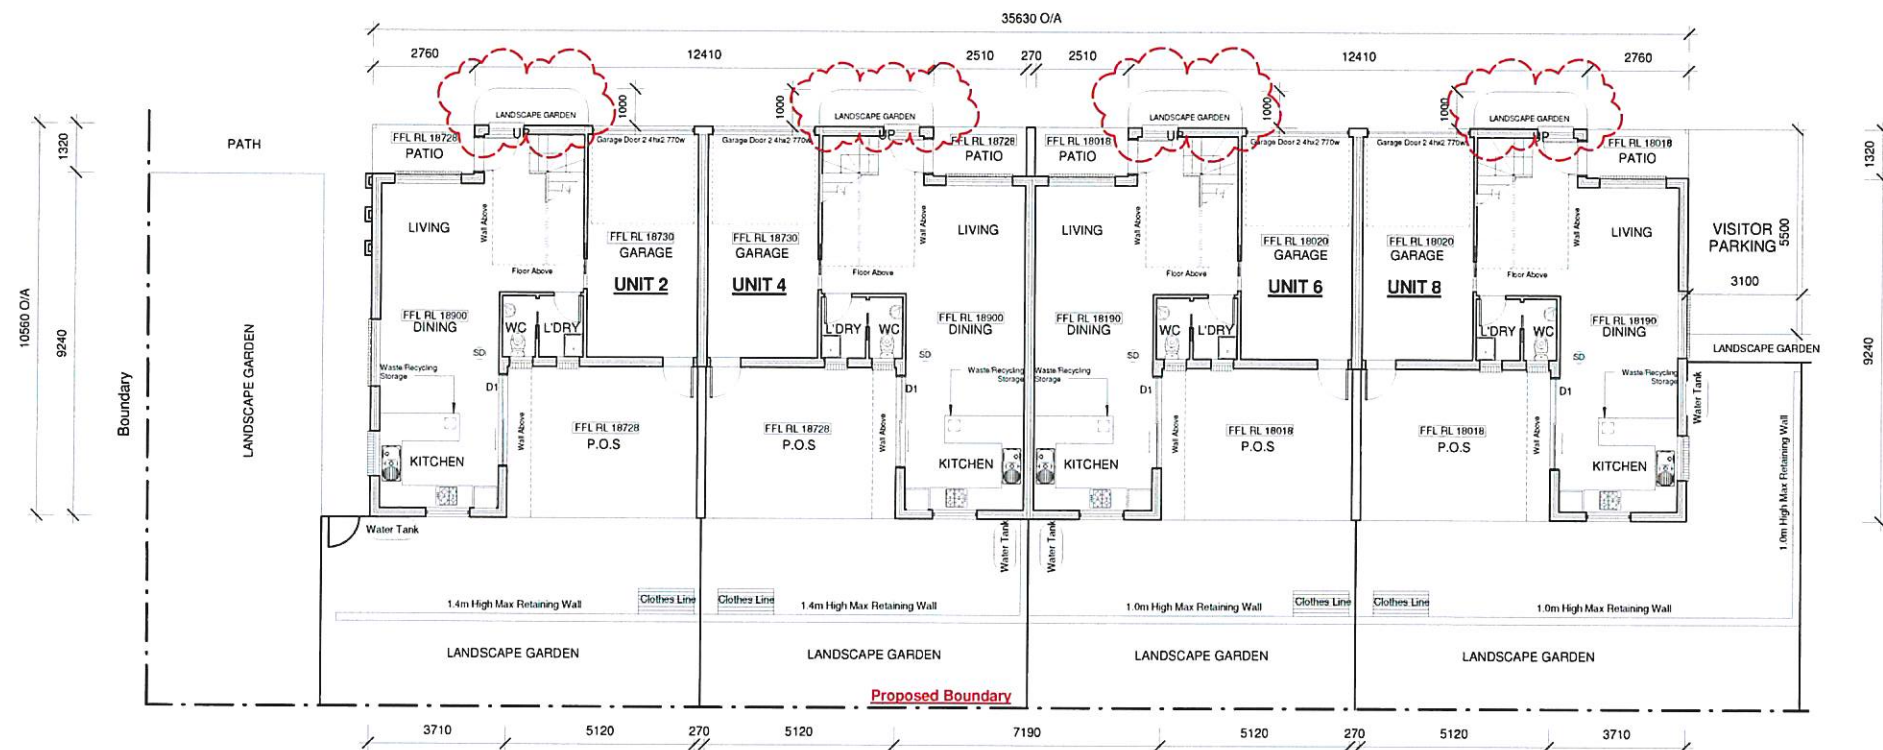 35630 O/A
2760
12410
2510
270
2510
12410
2760
1000
1000
1000
1000
LANDSCAPE GARDEN
LANDSCAPE GARDEN
LANDSCAPE GARDEN
LANDSCAPE GARDEN
UP
UP
UP
UP
PATH
FFL RL 18728
PATIO
Garage Door 2 4hx2 770w
Garage Door 2 4hx2 770w
FFL RL 18728
PATIO
FFL RL 18018
PATIO
Garage Door 2 4hx2 770w
Garage Door 2 4hx2 770w
FFL RL 18018
PATIO
1320
1320
10560 O/A
9240
9240
Boundary
LANDSCAPE GARDEN
LIVING
LIVING
LIVING
LIVING
Wall Above
Wall Above
Wall Above
Wall Above
FFL RL 18730
GARAGE
UNIT 2
FFL RL 18730
GARAGE
UNIT 4
FFL RL 18020
GARAGE
UNIT 6
FFL RL 18020
GARAGE
UNIT 8
VISITOR
PARKING
5500
3100
Floor Above
Floor Above
Floor Above
Floor Above
FFL RL 18900
DINING
WC
L'DRY
L'DRY
WC
FFL RL 18900
DINING
FFL RL 18190
DINING
WC
L'DRY
L'DRY
WC
FFL RL 18190
DINING
LANDSCAPE GARDEN
SD
SD
SD
SD
Waste Recycling
Storage
Waste Recycling
Storage
Waste Recycling
Storage
Waste Recycling
Storage
D1
D1
D1
D1
Wall Above
Wall Above
Wall Above
Wall Above
FFL RL 18728
P.O.S
FFL RL 18728
P.O.S
FFL RL 18018
P.O.S
FFL RL 18018
P.O.S
KITCHEN
KITCHEN
KITCHEN
KITCHEN
Water Tank
1.0m High Max Retaining Wall
Water Tank
Water Tank
Water Tank
1.4m High Max Retaining Wall
Clothes Line
Clothes Line
1.4m High Max Retaining Wall
1.0m High Max Retaining Wall
Clothes Line
Clothes Line
1.0m High Max Retaining Wall
LANDSCAPE GARDEN
LANDSCAPE GARDEN
LANDSCAPE GARDEN
LANDSCAPE GARDEN
Proposed Boundary
3710
5120
270
5120
7190
5120
270
5120
3710